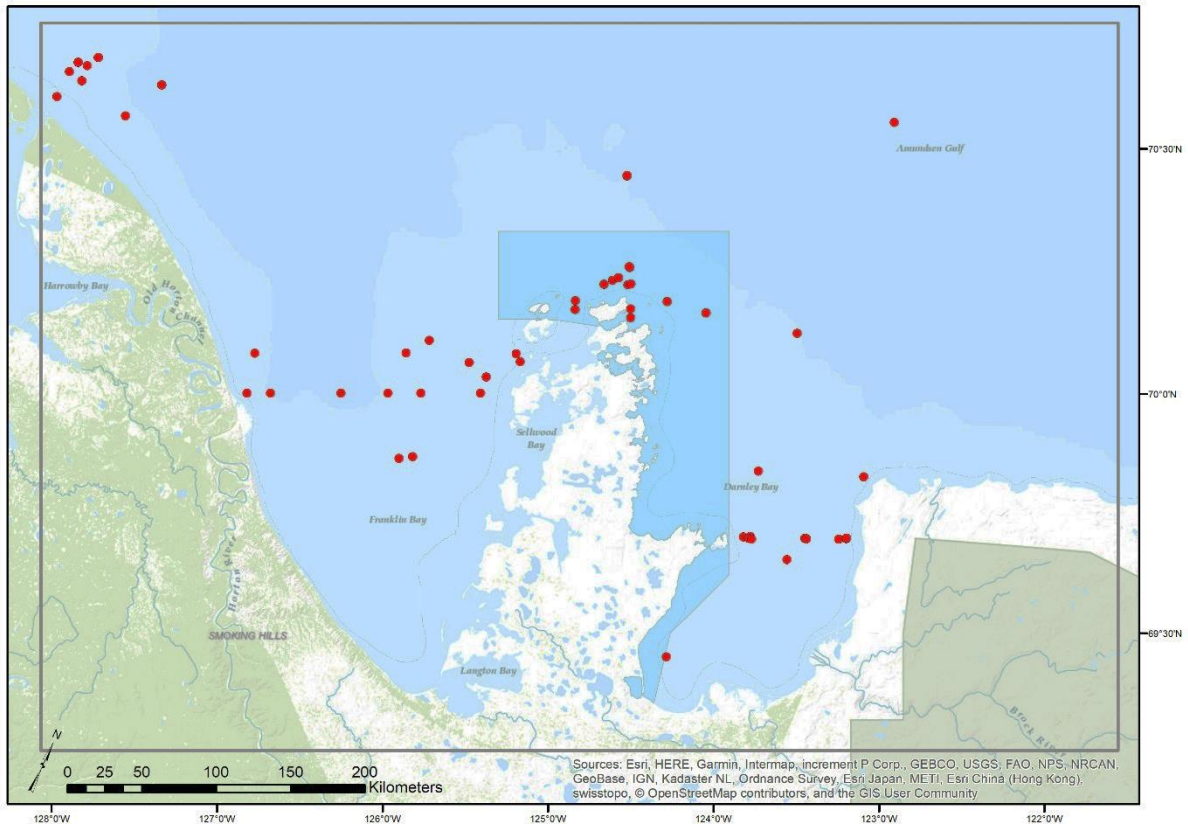 Amundsen Gulf
70°30'N
Harrowby Bay
Old Horton Channel
70°0'N
Sellwood
Bay
Darnley Bay
Franklin Bay
Horton River
SMOKING HILLS
69°30'N
Langton Bay
Brock River
N
0 25 50 100 150 200
Kilometers
Sources: Esri, HERE, Garmin, Intermap, increment P Corp., GEBCO, USGS, FAO, NPS, NRCAN,
GeoBase, IGN, Kadaster NL, Ordnance Survey, Esri Japan, METI, Esri China (Hong Kong),
swisstopo, © OpenStreetMap contributors, and the GIS User Community
128°0'W 127°0'W 126°0'W 125°0'W 124°0'W 123°0'W 122°0'W